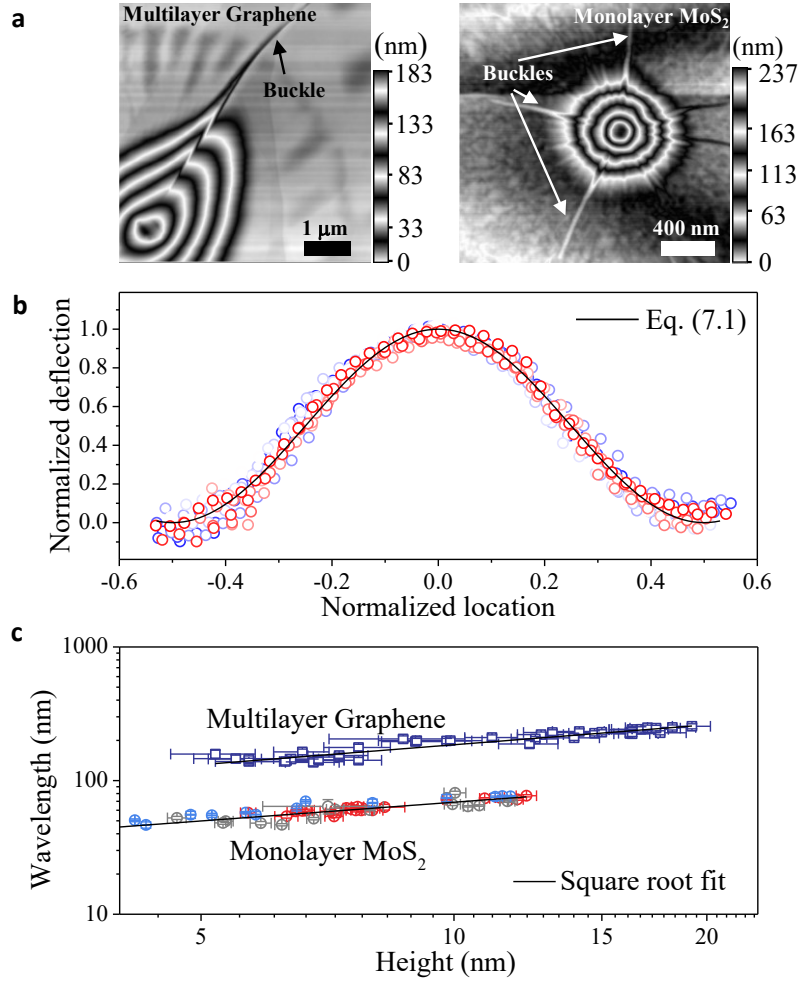 a
Multilayer Graphene
Buckle
1 μm
(nm)
183
133
83
33
0
Monolayer MoS2
Buckles
400 nm
(nm)
237
163
113
63
0
b
Normalized deflection
1.0
0.8
0.6
0.4
0.2
0.0
Eq. (7.1)
-0.6
-0.4
-0.2
0.0
0.2
0.4
0.6
Normalized location
c
Wavelength (nm)
1000
100
10
Multilayer Graphene
Monolayer MoS2
Square root fit
5
10
15
20
Height (nm)